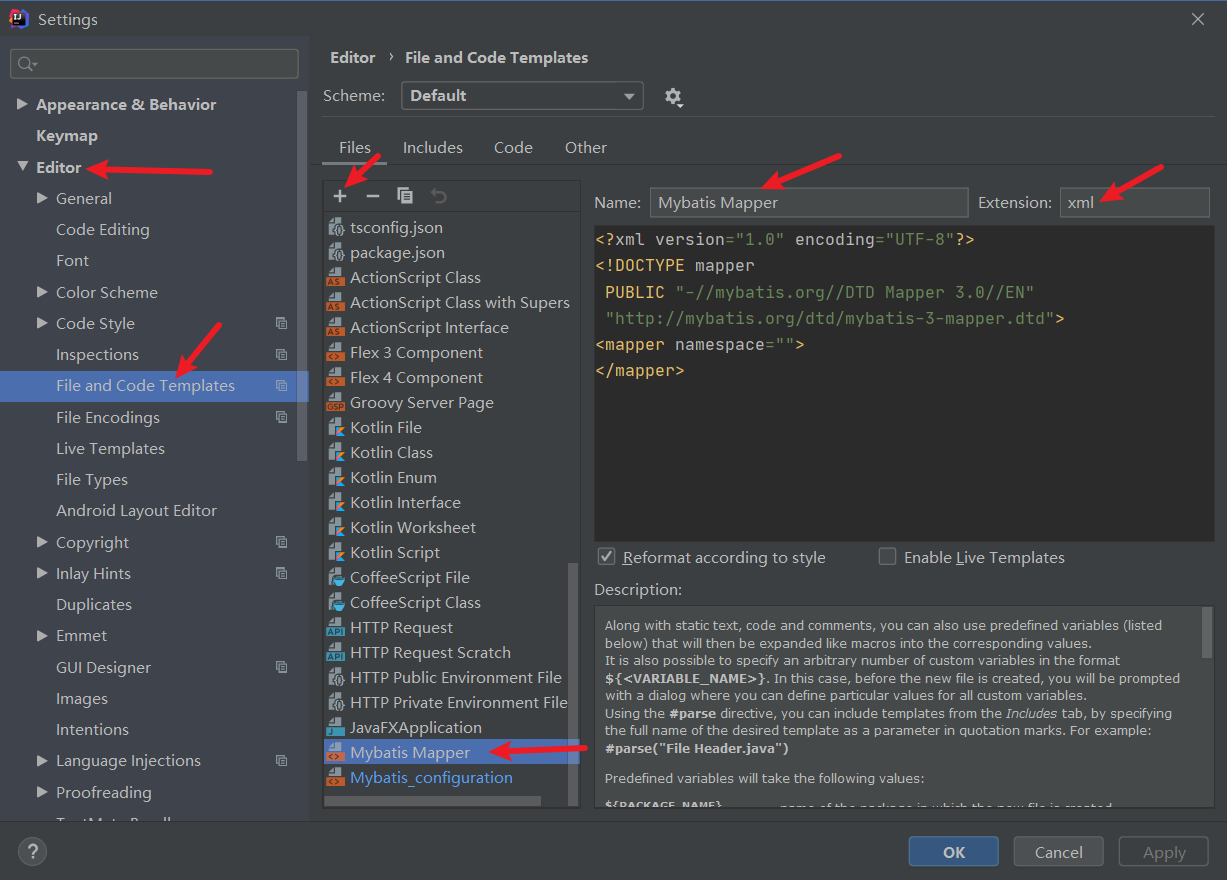 Settings
Appearance & Behavior
Keymap
Editor
General
Code Editing
Font
Color Scheme
Code Style
Inspections
File and Code Templates
File Encodings
Live Templates
File Types
Android Layout Editor
Copyright
Inlay Hints
Duplicates
Emmet
GUI Designer
Images
Intentions
Language Injections
Proofreading
Editor › File and Code Templates
Scheme: Default
Files Includes Code Other
tsconfig.json
package.json
ActionScript Class
ActionScript Class with Supers
ActionScript Interface
Flex 3 Component
Flex 4 Component
Groovy Server Page
Kotlin File
Kotlin Class
Kotlin Enum
Kotlin Interface
Kotlin Worksheet
Kotlin Script
CoffeeScript File
CoffeeScript Class
HTTP Request
HTTP Request Scratch
HTTP Public Environment File
HTTP Private Environment File
JavaFXApplication
Mybatis Mapper
Mybatis_configuration
Name: Mybatis Mapper Extension: xml
<?xml version="1.0" encoding="UTF-8"?>
<!DOCTYPE mapper
PUBLIC "-//mybatis.org//DTD Mapper 3.0//EN"
"http://mybatis.org/dtd/mybatis-3-mapper.dtd">
<mapper namespace="">
</mapper>
Reformat according to style Enable Live Templates
Description:
Along with static text, code and comments, you can also use predefined variables (listed
below) that will then be expanded like macros into the corresponding values.
It is also possible to specify an arbitrary number of custom variables in the format
${<VARIABLE_NAME>}. In this case, before the new file is created, you will be prompted
with a dialog where you can define particular values for all custom variables.
Using the #parse directive, you can include templates from the Includes tab, by specifying
the full name of the desired template as a parameter in quotation marks. For example:
#parse("File Header.java")
Predefined variables will take the following values:
${PACKAGE_NAME} name of the package in which the new file is created
? OK Cancel Apply